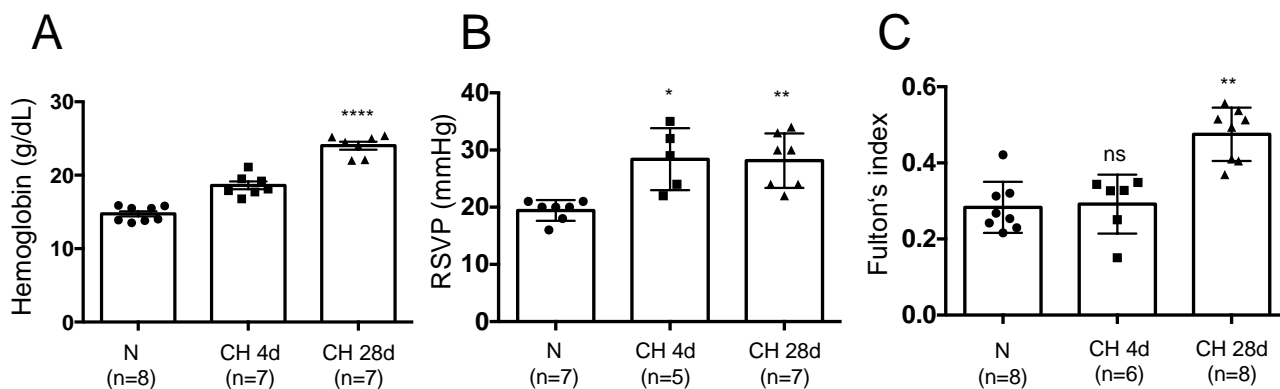 A
Hemoglobin (g/dL)
30
20
10
0
****
N
(n=8)
CH 4d
(n=7)
CH 28d
(n=7)
B
RSVP (mmHg)
40
30
20
10
0
*
**
N
(n=7)
CH 4d
(n=5)
CH 28d
(n=7)
C
Fulton‘s index
0.6
0.4
0.2
0.0
ns
**
N
(n=8)
CH 4d
(n=6)
CH 28d
(n=8)